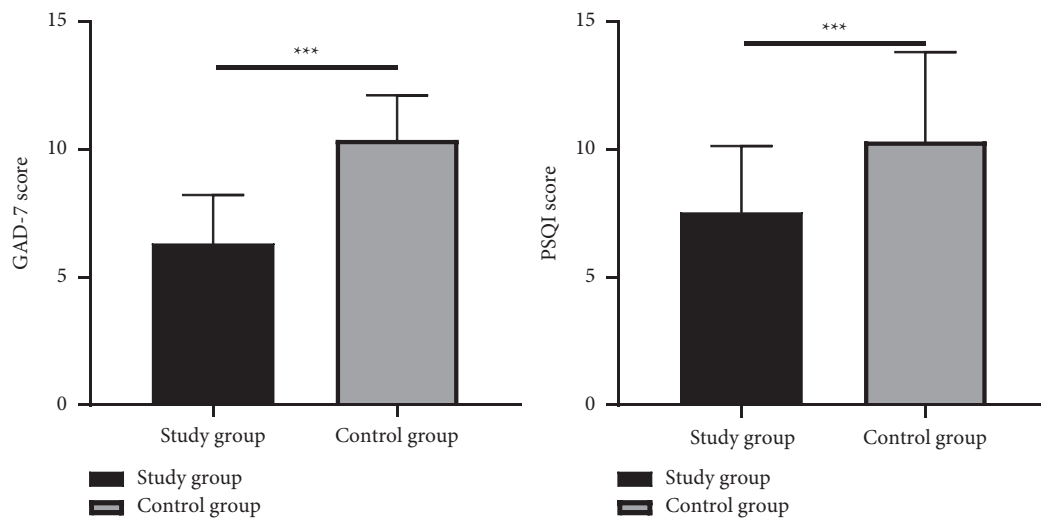 15
***
10
GAD-7 score
5
0
Study group
Control group
Study group
Control group
15
***
10
PSQI score
5
0
Study group
Control group
Study group
Control group